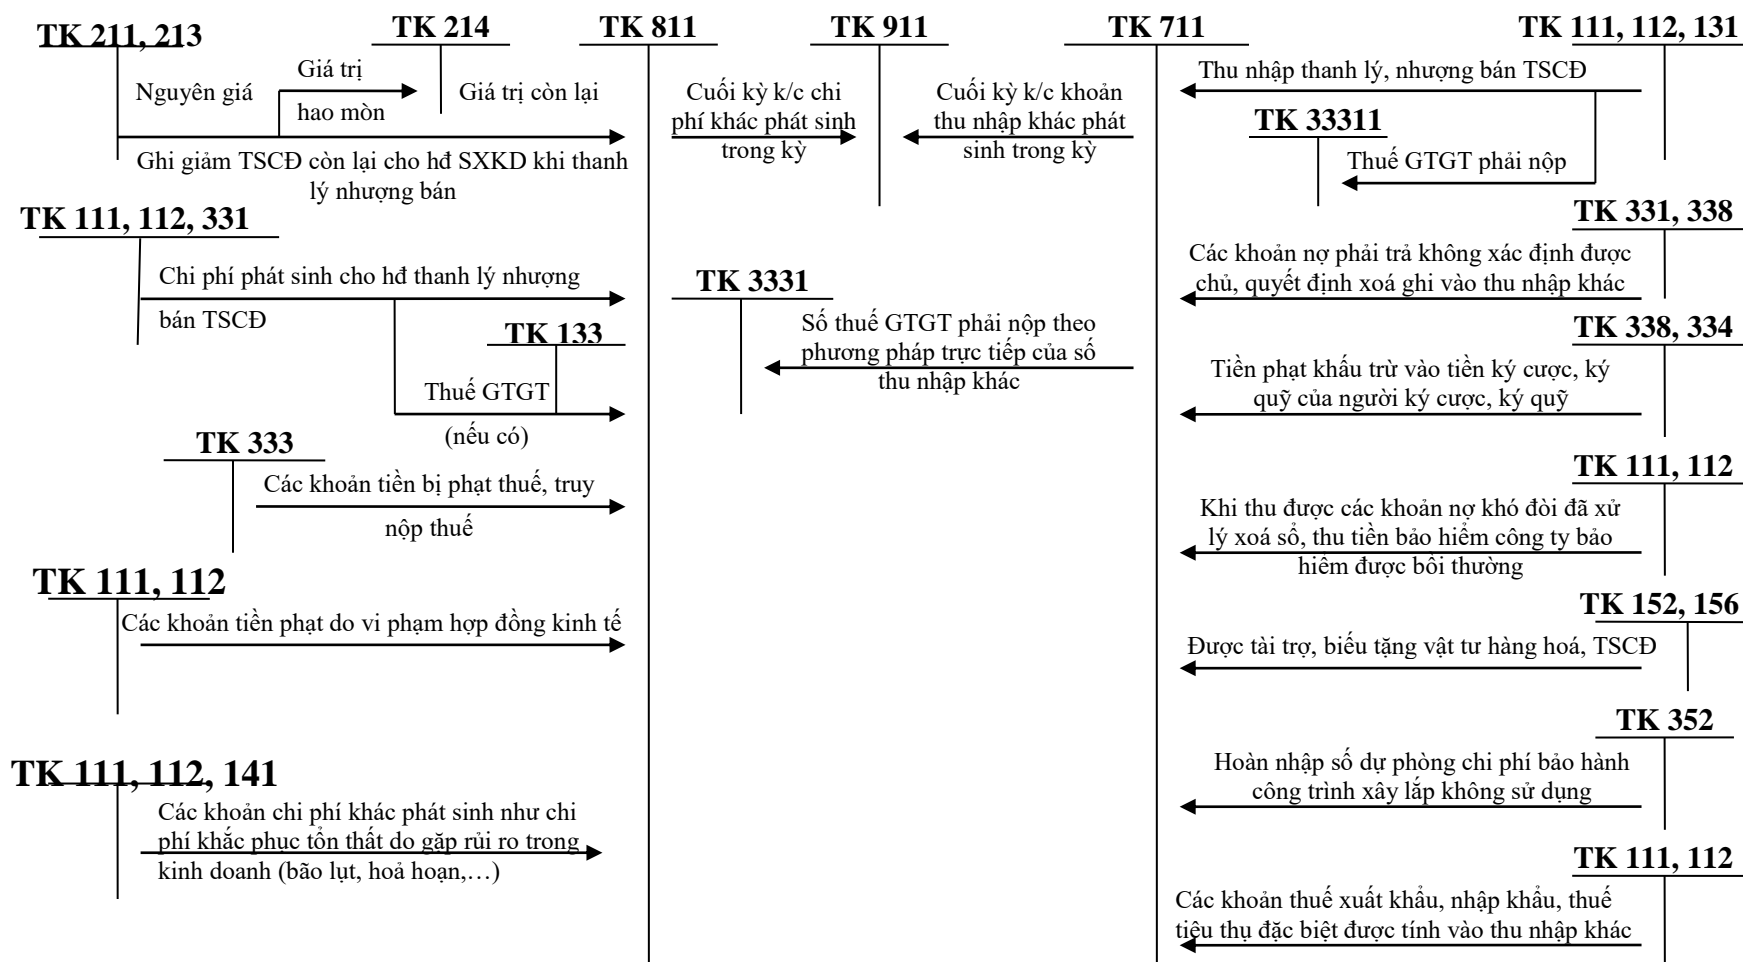 TK 211, 213
TK 214
TK 811
TK 911
TK 711
TK 111, 112, 131
Nguyên giá
Giá trị
hao mòn
Giá trị còn lại
Ghi giảm TSCĐ còn lại cho hđ SXKD khi thanh
lý nhượng bán
Cuối kỳ k/c chi
phí khác phát sinh
trong kỳ
Cuối kỳ k/c khoản
thu nhập khác phát
sinh trong kỳ
Thu nhập thanh lý, nhượng bán TSCĐ
TK 33311
Thuế GTGT phải nộp
TK 111, 112, 331
Chi phí phát sinh cho hđ thanh lý nhượng
bán TSCĐ
TK 133
Thuế GTGT
(nếu có)
TK 3331
Số thuế GTGT phải nộp theo
phương pháp trực tiếp của số
thu nhập khác
TK 331, 338
Các khoản nợ phải trả không xác định được
chủ, quyết định xoá ghi vào thu nhập khác
TK 338, 334
Tiền phạt khấu trừ vào tiền ký cược, ký
quỹ của người ký cược, ký quỹ
TK 333
Các khoản tiền bị phạt thuế, truy
nộp thuế
TK 111, 112
Khi thu được các khoản nợ khó đòi đã xử
lý xoá sổ, thu tiền bảo hiểm công ty bảo
hiểm được bồi thường
TK 111, 112
Các khoản tiền phạt do vi phạm hợp đồng kinh tế
TK 152, 156
Được tài trợ, biếu tặng vật tư hàng hoá, TSCĐ
TK 352
Hoàn nhập số dự phòng chi phí bảo hành
công trình xây lắp không sử dụng
TK 111, 112, 141
Các khoản chi phí khác phát sinh như chi
phí khắc phục tổn thất do gặp rủi ro trong
kinh doanh (bão lụt, hoả hoạn,…)
TK 111, 112
Các khoản thuế xuất khẩu, nhập khẩu, thuế
tiêu thụ đặc biệt được tính vào thu nhập khác